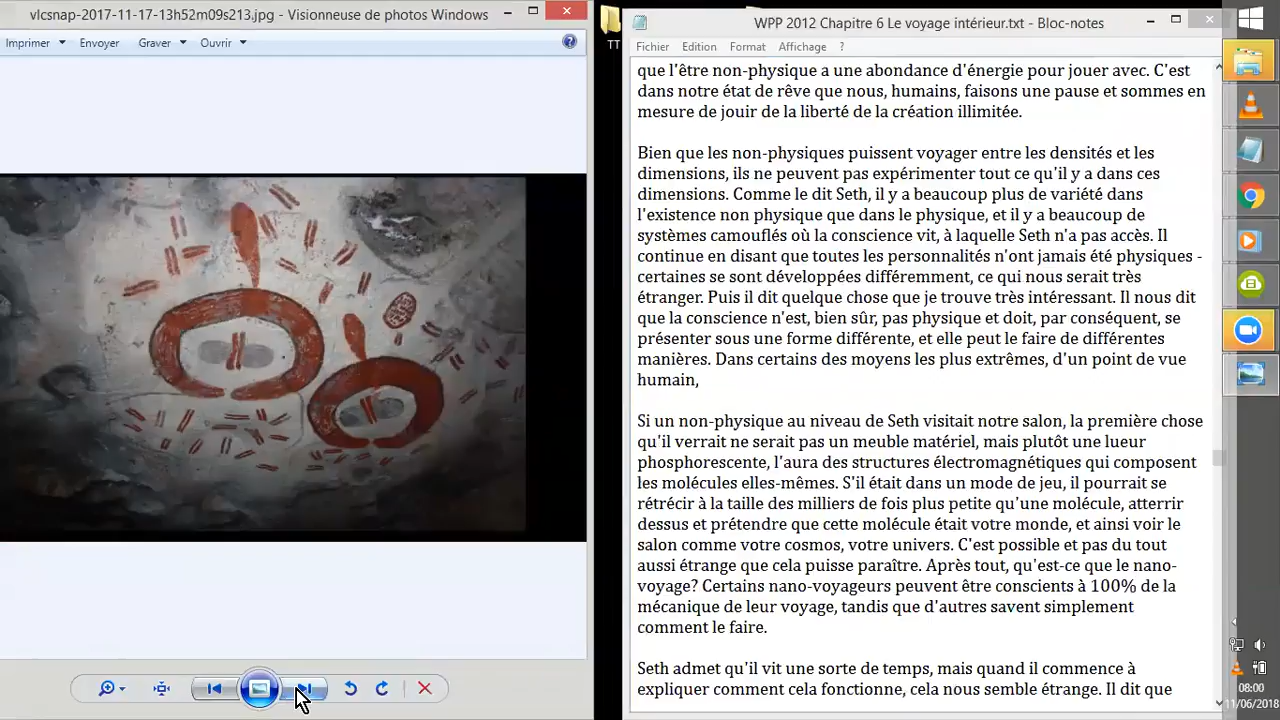 vlcsnap-2017-11-17-13h52m09s213.jpg - Visionneuse de photos Windows
Imprimer
Envoyer
Graver
Ouvrir
TT
WPP 2012 Chapitre 6 Le voyage intérieur.txt - Bloc-notes
Fichier Edition Format Affichage ?
que l'être non-physique a une abondance d'énergie pour jouer avec. C'est
dans notre état de rêve que nous, humains, faisons une pause et sommes en
mesure de jouir de la liberté de la création illimitée.
Bien que les non-physiques puissent voyager entre les densités et les
dimensions, ils ne peuvent pas expérimenter tout ce qu'il y a dans ces
dimensions. Comme le dit Seth, il y a beaucoup plus de variété dans
l'existence non physique que dans le physique, et il y a beaucoup de
systèmes camouflés où la conscience vit, à laquelle Seth n'a pas accès. Il
continue en disant que toutes les personnalités n'ont jamais été physiques -
certaines se sont développées différemment, ce qui nous serait très
étranger. Puis il dit quelque chose que je trouve très intéressant. Il nous dit
que la conscience n'est, bien sûr, pas physique et doit, par conséquent, se
présenter sous une forme différente, et elle peut le faire de différentes
manières. Dans certains des moyens les plus extrêmes, d'un point de vue
humain,
Si un non-physique au niveau de Seth visitait notre salon, la première chose
qu'il verrait ne serait pas un meuble matériel, mais plutôt une lueur
phosphorescente, l'aura des structures électromagnétiques qui composent
les molécules elles-mêmes. S'il était dans un mode de jeu, il pourrait se
rétrécir à la taille des milliers de fois plus petite qu'une molécule, atterrir
dessus et prétendre que cette molécule était votre monde, et ainsi voir le
salon comme votre cosmos, votre univers. C'est possible et pas du tout
aussi étrange que cela puisse paraître. Après tout, qu'est-ce que le nano-
voyage? Certains nano-voyageurs peuvent être conscients à 100% de la
mécanique de leur voyage, tandis que d'autres savent simplement
comment le faire.
Seth admet qu'il vit une sorte de temps, mais quand il commence à
expliquer comment cela fonctionne, cela nous semble étrange. Il dit que
08:00
11/06/2018